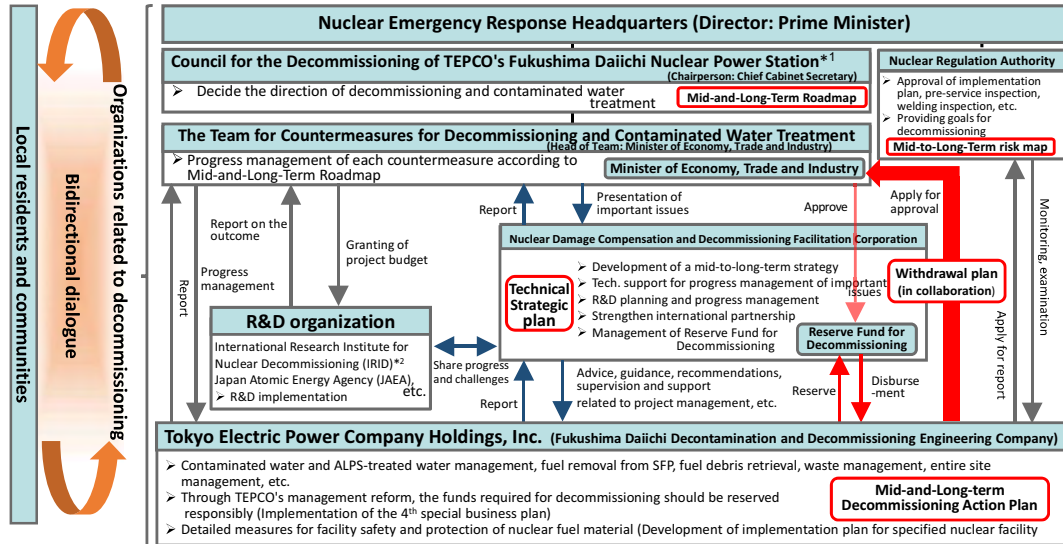 Nuclear Emergency Response Headquarters (Director: Prime Minister)
Council for the Decommissioning of TEPCO's Fukushima Daiichi Nuclear Power Station*1
(Chairperson: Chief Cabinet Secretary)
➢ Decide the direction of decommissioning and contaminated water
treatment
Mid-and-Long-Term Roadmap
Nuclear Regulation Authority
➢ Approval of implementation
plan, pre-service inspection,
welding inspection, etc.
➢ Providing goals for
decommissioning
Mid-to-Long-Term risk map
The Team for Countermeasures for Decommissioning and Contaminated Water Treatment
(Head of Team: Minister of Economy, Trade and Industry)
➢ Progress management of each countermeasure according to
Mid-and-Long-Term Roadmap
Minister of Economy, Trade and Industry
Local residents and communities
Bidirectional dialogue
Organizations related to decommissioning
Report
Progress
management
Report on the
outcome
Granting of
project budget
Report
Presentation of
important issues
Approve
Apply for
approval
Monitoring, examination
Apply for report
Nuclear Damage Compensation and Decommissioning Facilitation Corporation
Technical
Strategic
plan
➢ Development of a mid-to-long-term strategy
➢ Tech. support for progress management of important
issues
➢ R&D planning and progress management
➢ Strengthen international partnership
➢ Management of Reserve Fund for
Decommissioning
Reserve Fund for
Decommissioning
Withdrawal plan
(in collaboration)
R&D organization
International Research Institute for
Nuclear Decommissioning (IRID)*2
Japan Atomic Energy Agency (JAEA),
etc.
➢ R&D implementation
Share progress
and challenges
Report
Advice, guidance, recommendations,
supervision and support
related to project management, etc.
Reserve
Disburse
-ment
Tokyo Electric Power Company Holdings, Inc. (Fukushima Daiichi Decontamination and Decommissioning Engineering Company)
➢ Contaminated water and ALPS-treated water management, fuel removal from SFP, fuel debris retrieval, waste management, entire site
management, etc.
➢ Through TEPCO's management reform, the funds required for decommissioning should be reserved
responsibly (Implementation of the 4th special business plan)
➢ Detailed measures for facility safety and protection of nuclear fuel material (Development of implementation plan for specified nuclear facility
Mid-and-Long-term
Decommissioning Action Plan